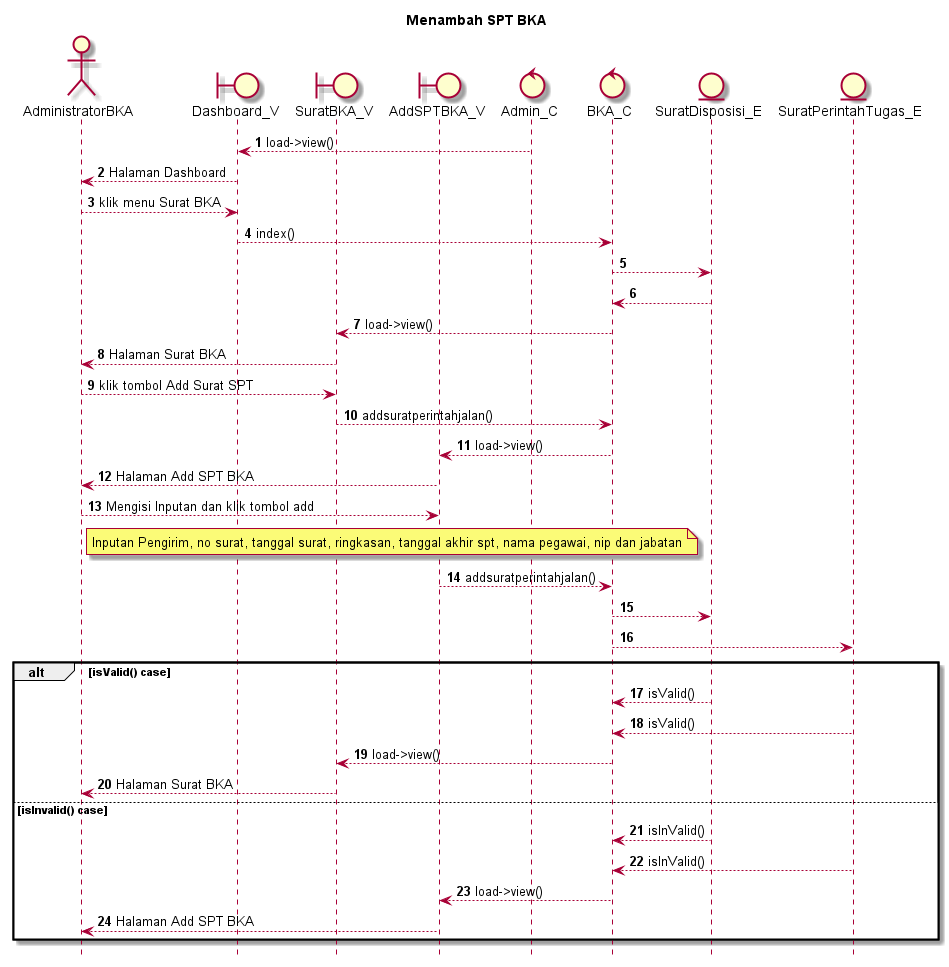 Menambah SPT BKA
AdministratorBKA
Dashboard_V
SuratBKA_V
AddSPTBKA_V
Admin_C
BKA_C
SuratDisposisi_E
SuratPerintahTugas_E
1 load->view()
2 Halaman Dashboard
3 klik menu Surat BKA
4 index()
5
6
7 load->view()
8 Halaman Surat BKA
9 klik tombol Add Surat SPT
10 addsuratperintahjalan()
11 load->view()
12 Halaman Add SPT BKA
13 Mengisi Inputan dan klik tombol add
Inputan Pengirim, no surat, tanggal surat, ringkasan, tanggal akhir spt, nama pegawai, nip dan jabatan
14 addsuratperintahjalan()
15
16
alt [isValid() case]
17 isValid()
18 isValid()
19 load->view()
20 Halaman Surat BKA
[isInvalid() case]
21 isInValid()
22 isInValid()
23 load->view()
24 Halaman Add SPT BKA